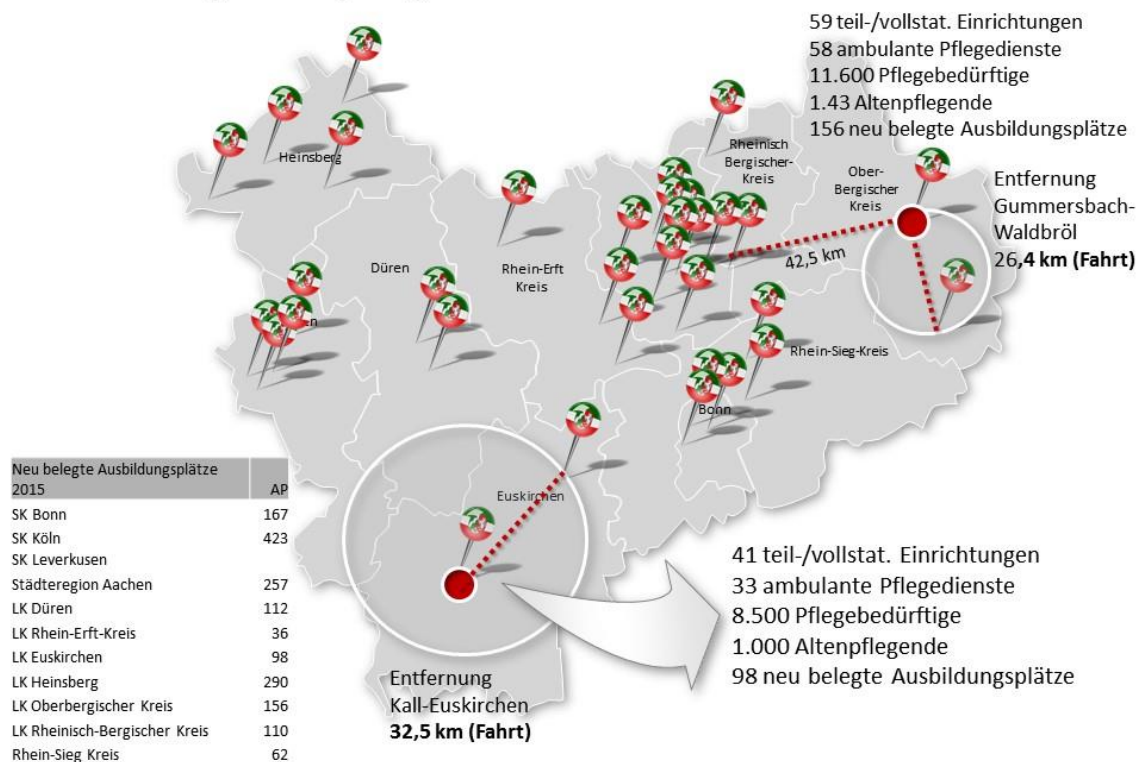 59 teil-/vollstat. Einrichtungen
58 ambulante Pflegedienste
11.600 Pflegebedürftige
1.43 Altenpflegende
156 neu belegte Ausbildungsplätze
Rheinisch
Bergischer-
Kreis
Ober-
Bergischer
Kreis
Entfernung
Gummersbach-
Waldbröl
26,4 km (Fahrt)
Heinsberg
Düren
Rhein-Erft
Kreis
42,5 km
Rhein-Sieg-Kreis
Bonn
Euskirchen
Neu belegte Ausbildungsplätze
2015 AP
SK Bonn 167
SK Köln 423
SK Leverkusen
Städteregion Aachen 257
LK Düren 112
LK Rhein-Erft-Kreis 36
LK Euskirchen 98
LK Heinsberg 290
LK Oberbergischer Kreis 156
LK Rheinisch-Bergischer Kreis 110
Rhein-Sieg Kreis 62
Entfernung
Kall-Euskirchen
32,5 km (Fahrt)
41 teil-/vollstat. Einrichtungen
33 ambulante Pflegedienste
8.500 Pflegebedürftige
1.000 Altenpflegende
98 neu belegte Ausbildungsplätze